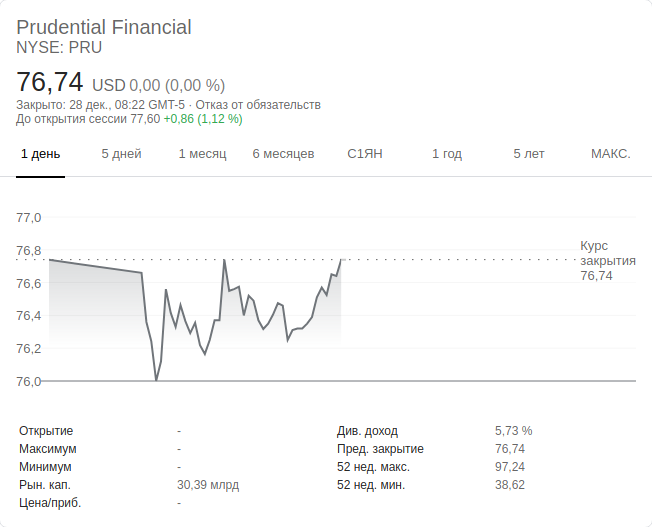 Prudential Financial
NYSE: PRU
76,74 USD 0,00 (0,00 %)
Закрыто: 28 дек., 08:22 GMT-5 · Отказ от обязательств
До открытия сессии 77,60 +0,86 (1,12 %)
1 день 5 дней 1 месяц 6 месяцев С1ЯН 1 год 5 лет МАКС.
77,0
76,8
76,6
76,4
76,2
76,0
Курс
закрытия
76,74
Открытие - Див. доход 5,73 %
Максимум - Пред. закрытие 76,74
Минимум - 52 нед. макс. 97,24
Рын. кап. 30,39 млрд 52 нед. мин. 38,62
Цена/приб. -